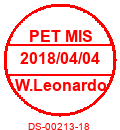 PET MIS
2018/04/04
W.Leonardo
DS-00213-18